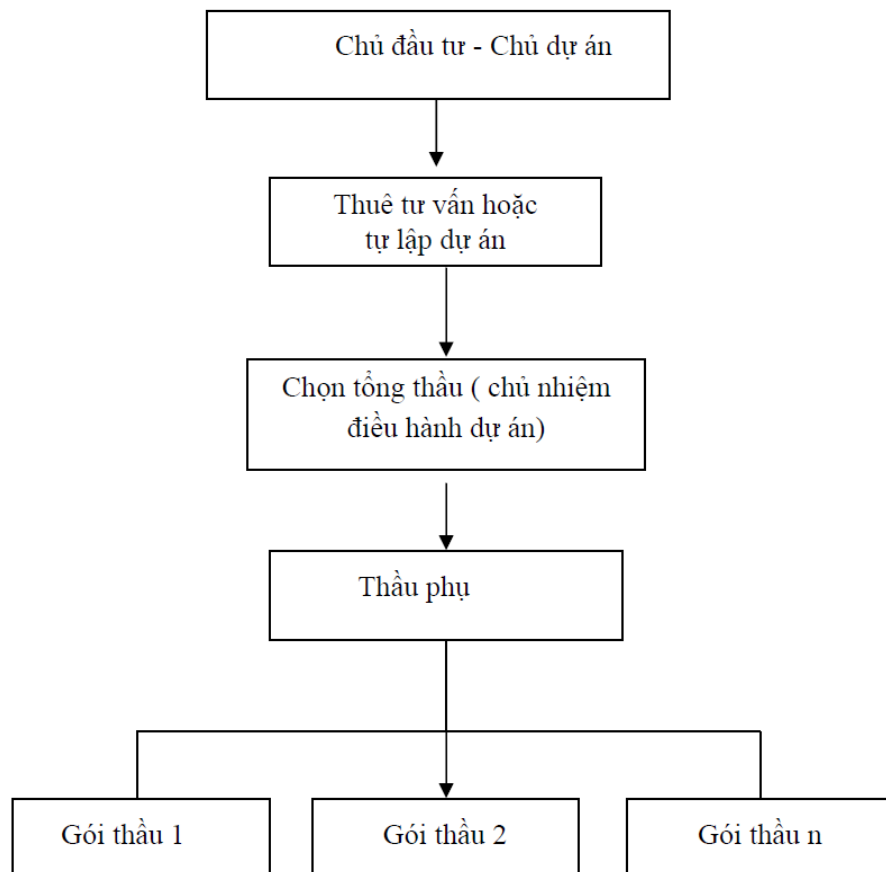 Chủ đầu tư - Chủ dự án
Thuê tư vấn hoặc
tự lập dự án
Chọn tổng thầu ( chủ nhiệm
điều hành dự án)
Thầu phụ
Gói thầu 1
Gói thầu 2
Gói thầu n